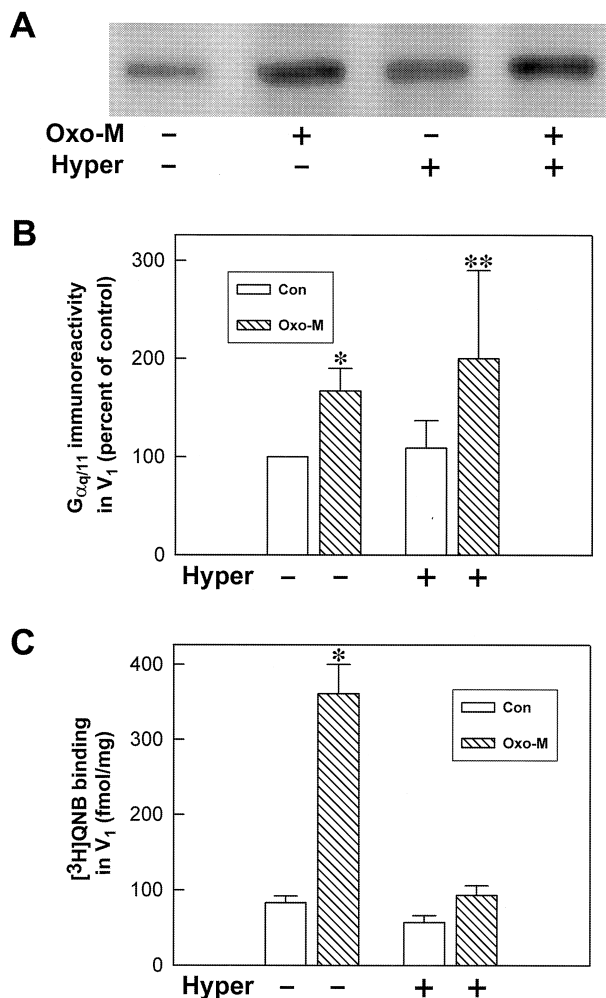 A
Oxo-M − + − +
Hyper − − + +
B
G αq/11 immunoreactivity
in V1 (percent of control)
300
200
100
0
Con
Oxo-M
*
**
Hyper − − + +
C
[3H]QNB binding
in V1 (fmol/mg)
400
300
200
100
0
Con
Oxo-M
*
Hyper − − + +